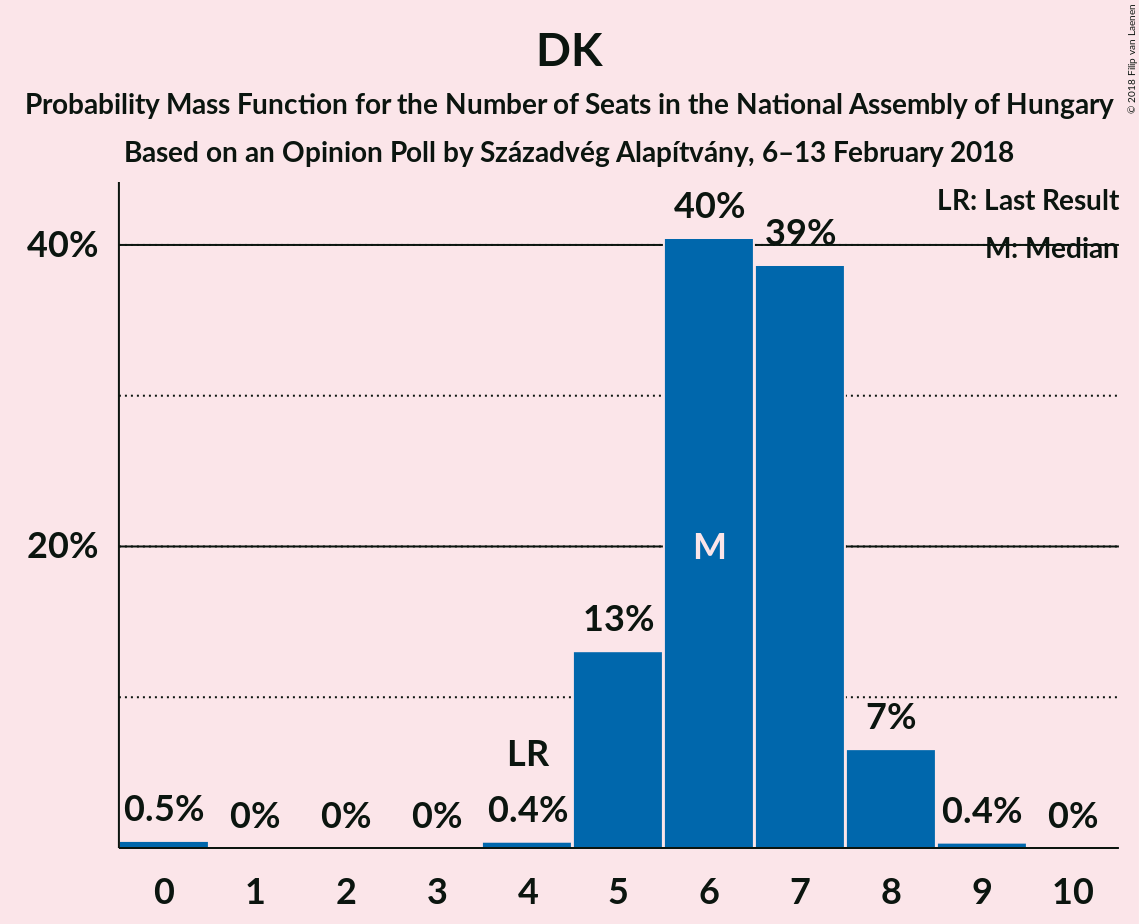 © 2018 Filip van Laenen
DK
Probability Mass Function for the Number of Seats in the National Assembly of Hungary
Based on an Opinion Poll by Századvég Alapítvány, 6–13 February 2018
LR: Last Result
M: Median
40%
20%
0.5%
0%
0%
0%
LR
0.4%
13%
40%
M
39%
7%
0.4%
0%
0 1 2 3 4 5 6 7 8 9 10